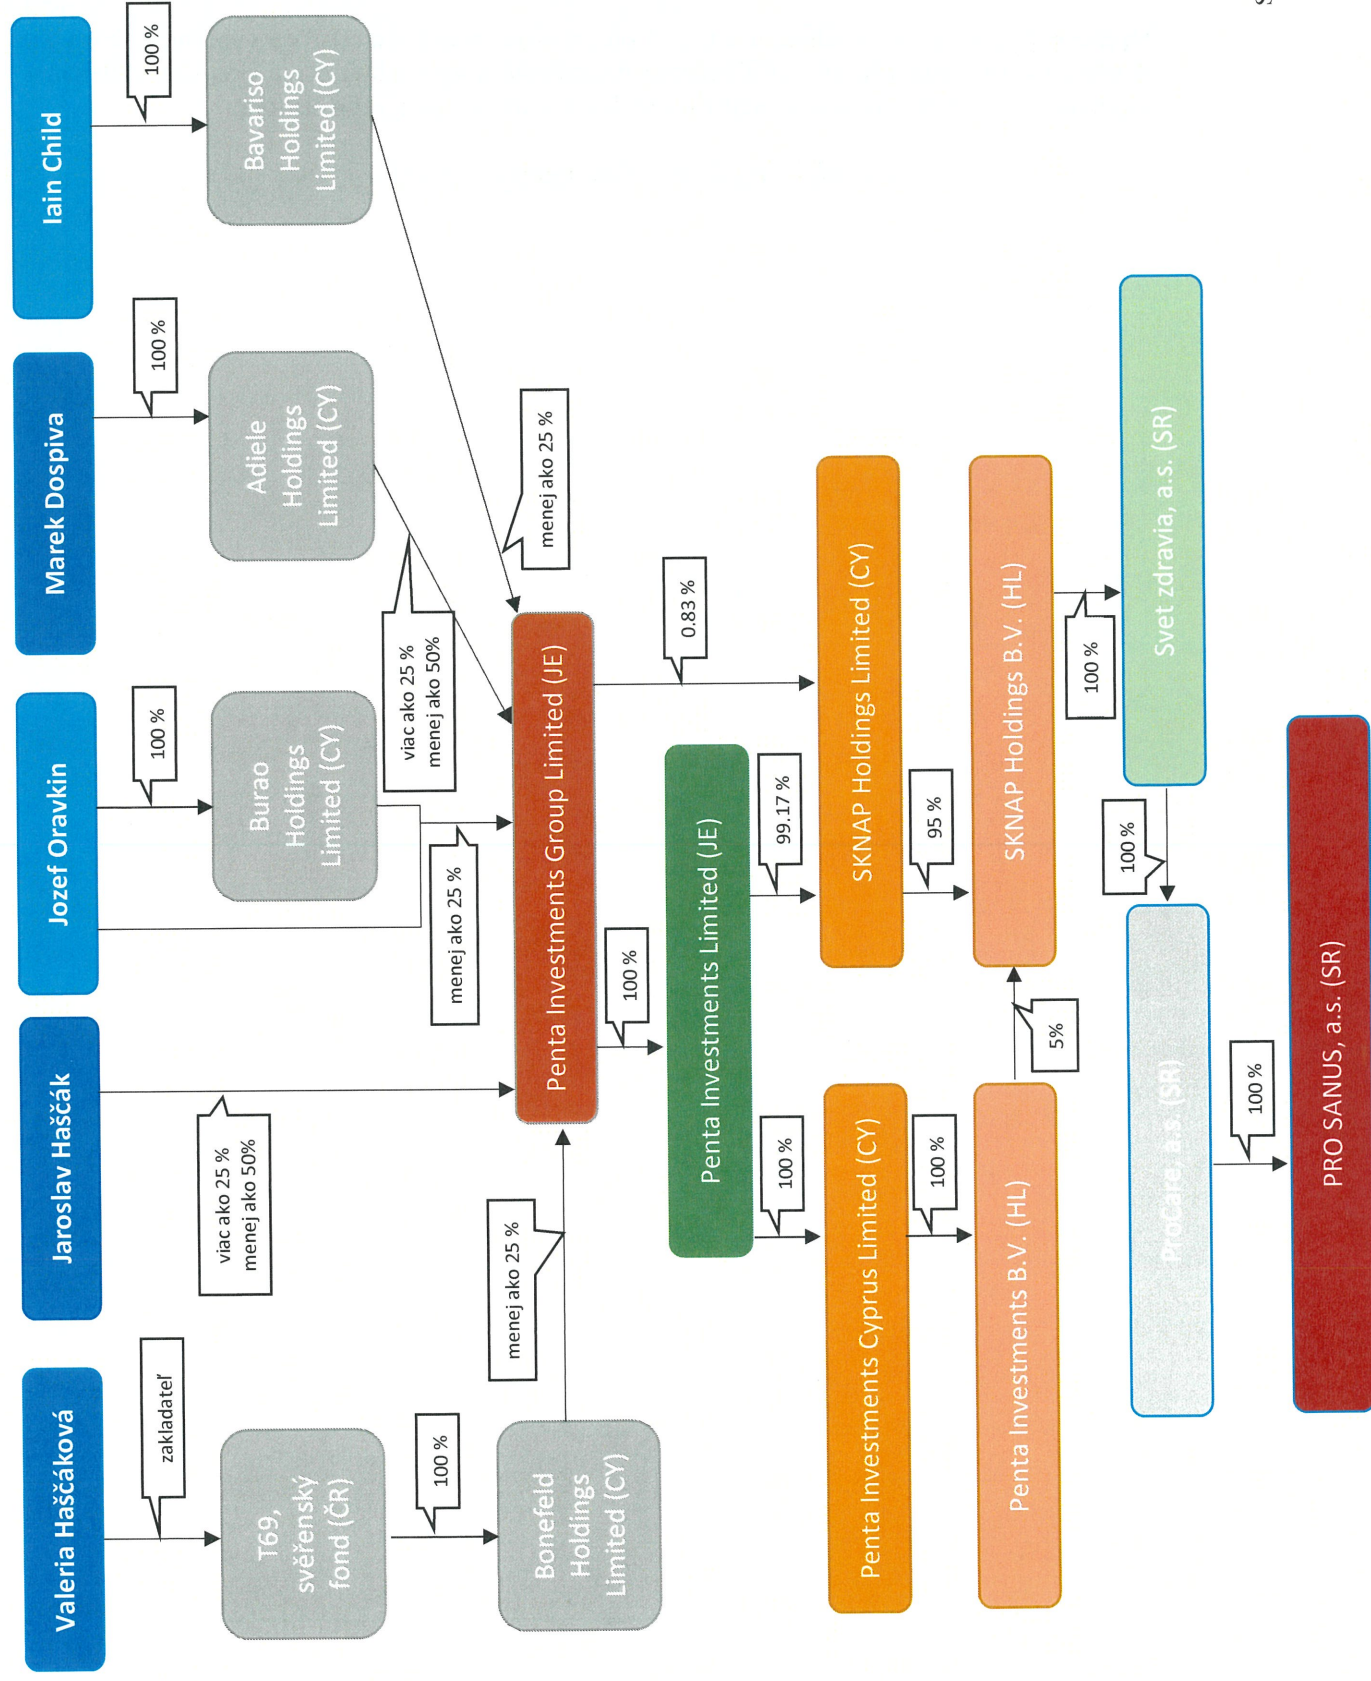 Valeria Haščáková
Jaroslav Haščák
Jozef Oravkin
Marek Dospiva
Iain Child
zakladateľ
viac ako 25 %
menej ako 50%
100 %
100 %
100 %
T69,
svěřenský
fond (ČR)
Burao
Holdings
Limited (CY)
Adiele
Holdings
Limited (CY)
Bavariso
Holdings
Limited (CY)
100 %
menej ako 25 %
menej ako 25 %
viac ako 25 %
menej ako 50%
menej ako 25 %
Bonefeld
Holdings
Limited (CY)
Penta Investments Group Limited (JE)
100 %
0.83 %
Penta Investments Limited (JE)
100 %
99.17 %
Penta Investments Cyprus Limited (CY)
SKNAP Holdings Limited (CY)
100 %
95 %
Penta Investments B.V. (HL)
5%
SKNAP Holdings B.V. (HL)
100 %
100 %
ProCare, a.s. (SR)
Svet zdravia, a.s. (SR)
100 %
PRO SANUS, a.s. (SR)